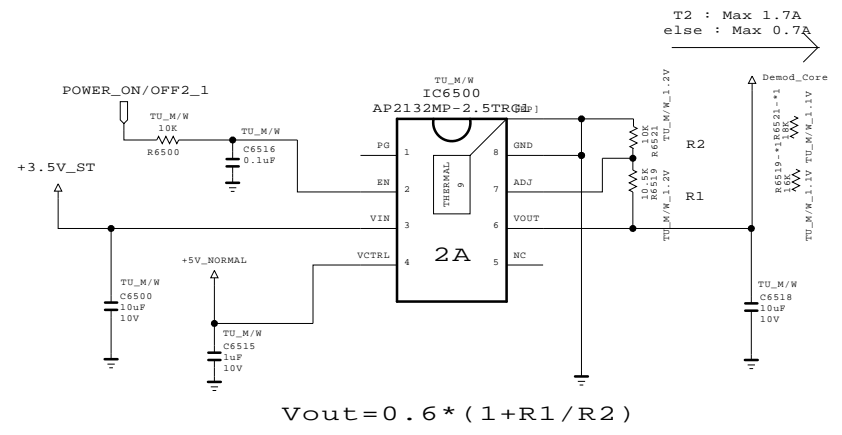 T2 : Max 1.7A
else : Max 0.7A
TU_M/W
IC6500
AP2132MP-2.5TRG1
[EP]
POWER_ON/OFF2_1
TU_M/W
10K
R6500
TU_M/W
C6516
0.1uF
+3.5V_ST
PG
1
EN
2
VIN
3
VCTRL
4
THERMAL
9
2A
8
GND
7
ADJ
6
VOUT
5
NC
TU_M/W_1.2V
10K
R6521
R2
10.5K
R6519
TU_M/W_1.2V
R1
Demod_Core
R6521-*1
18K
TU_M/W_1.1V
R6519-*1
16K
TU_M/W_1.1V
+5V_NORMAL
TU_M/W
C6500
10uF
10V
TU_M/W
C6515
1uF
10V
TU_M/W
C6518
10uF
10V
Vout=0.6*(1+R1/R2)